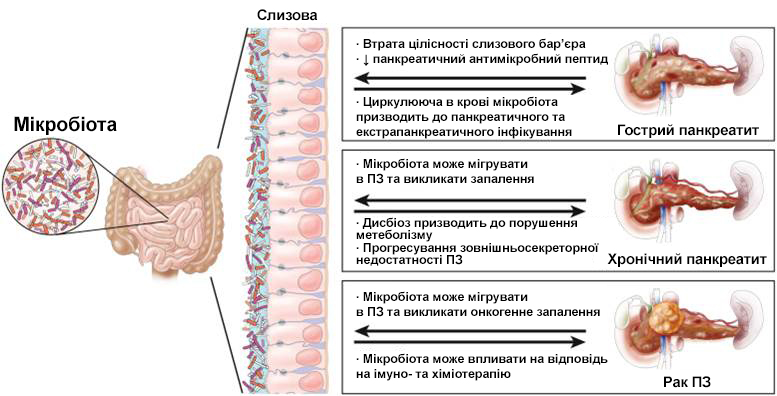 Слизова
Мікробіота
· Втрата цілісності слизового бар’єра
· ↓ панкреатичний антимікробний пептид
· Циркулююча в крові мікробіота
призводить до панкреатичного та
екстрапанкреатичного інфікування
Гострий панкреатит
· Мікробіота може мігрувати
в ПЗ та викликати запалення
· Дисбіоз призводить до порушення
метеболізму
· Прогресування зовнішньосекреторної
недостатності ПЗ
Хронічний панкреатит
· Мікробіота може мігрувати
в ПЗ та викликати онкогенне запалення
· Мікробіота може впливати на відповідь
на імуно- та хіміотерапію
Рак ПЗ